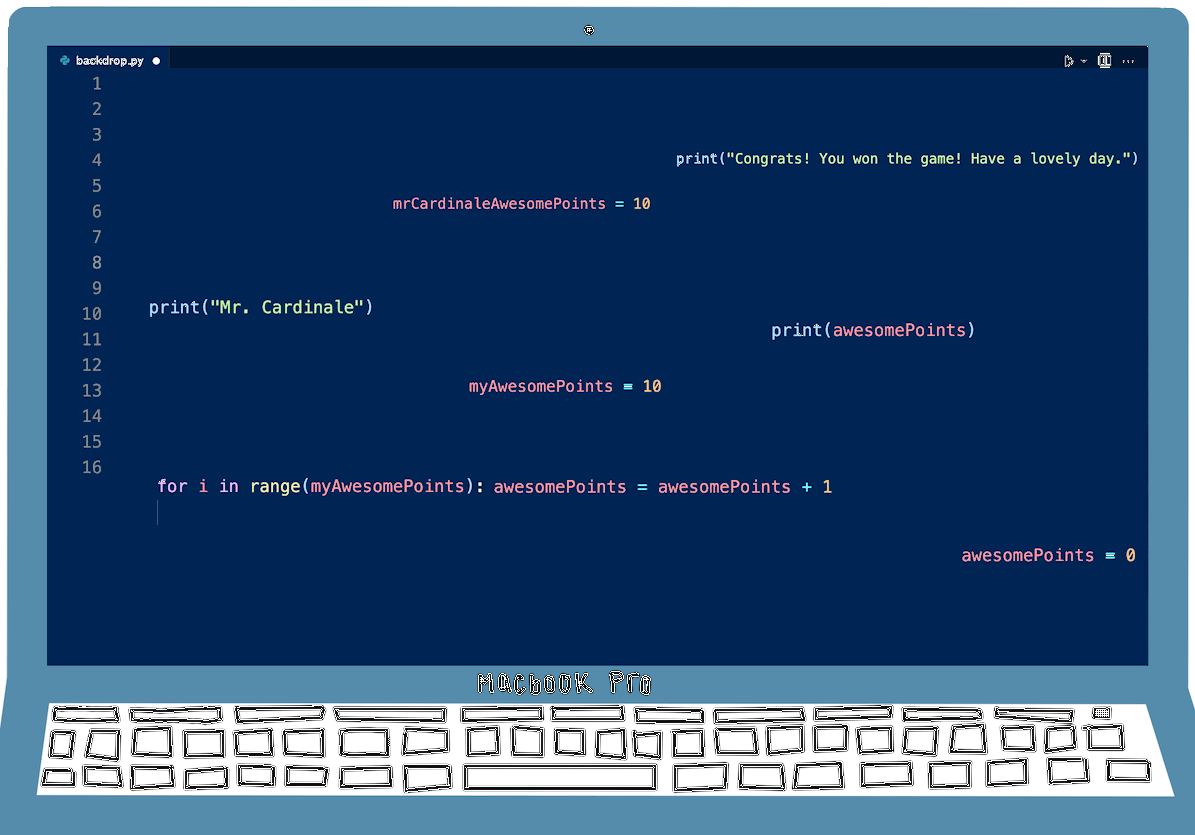 backdrop.py
1
2
3
4
print("Congrats! You won the game! Have a lovely day.")
5
6
mrCardinaleAwesomePoints = 10
7
8
9
10
print("Mr. Cardinale")
11
print(awesomePoints)
12
13
myAwesomePoints = 10
14
15
16
for i in range(myAwesomePoints): awesomePoints = awesomePoints + 1
awesomePoints = 0
MacbooK Pro